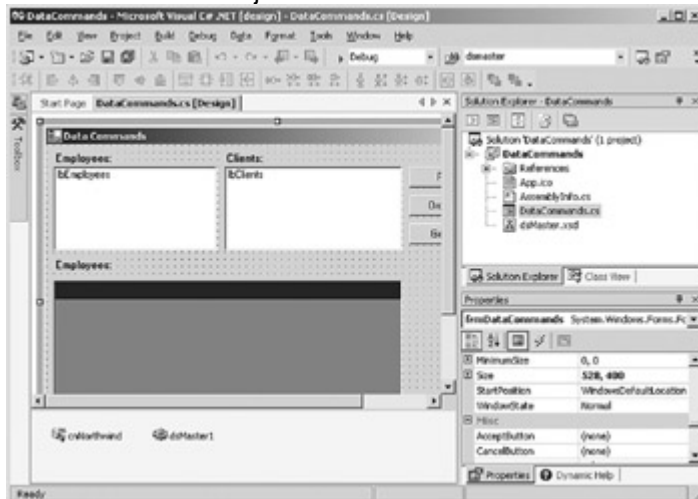 DataCommands - Microsoft Visual C# .NET [design] - DataCommands.cs [Design]
File Edit View Project Build Debug Data Format Tools Window Help
Debug
dsmaster
Start Page DataCommands.cs [Design]
Toolbox
Data Commands
Employees:
Clients:
lbEmployees
lbClients
Employees:
cnNorthwind
dsMaster1
Solution Explorer - DataCommands
Solution 'DataCommands' (1 project)
DataCommands
References
App.ico
AssemblyInfo.cs
DataCommands.cs
dsMaster.xsd
Solution Explorer
Class View
Properties
frmDataCommands System.Windows.Forms.Fo
MinimumSize 0, 0
Size 528, 400
StartPosition WindowsDefaultLocation
WindowState Normal
Misc
AcceptButton (none)
CancelButton (none)
Properties
Dynamic Help
Ready